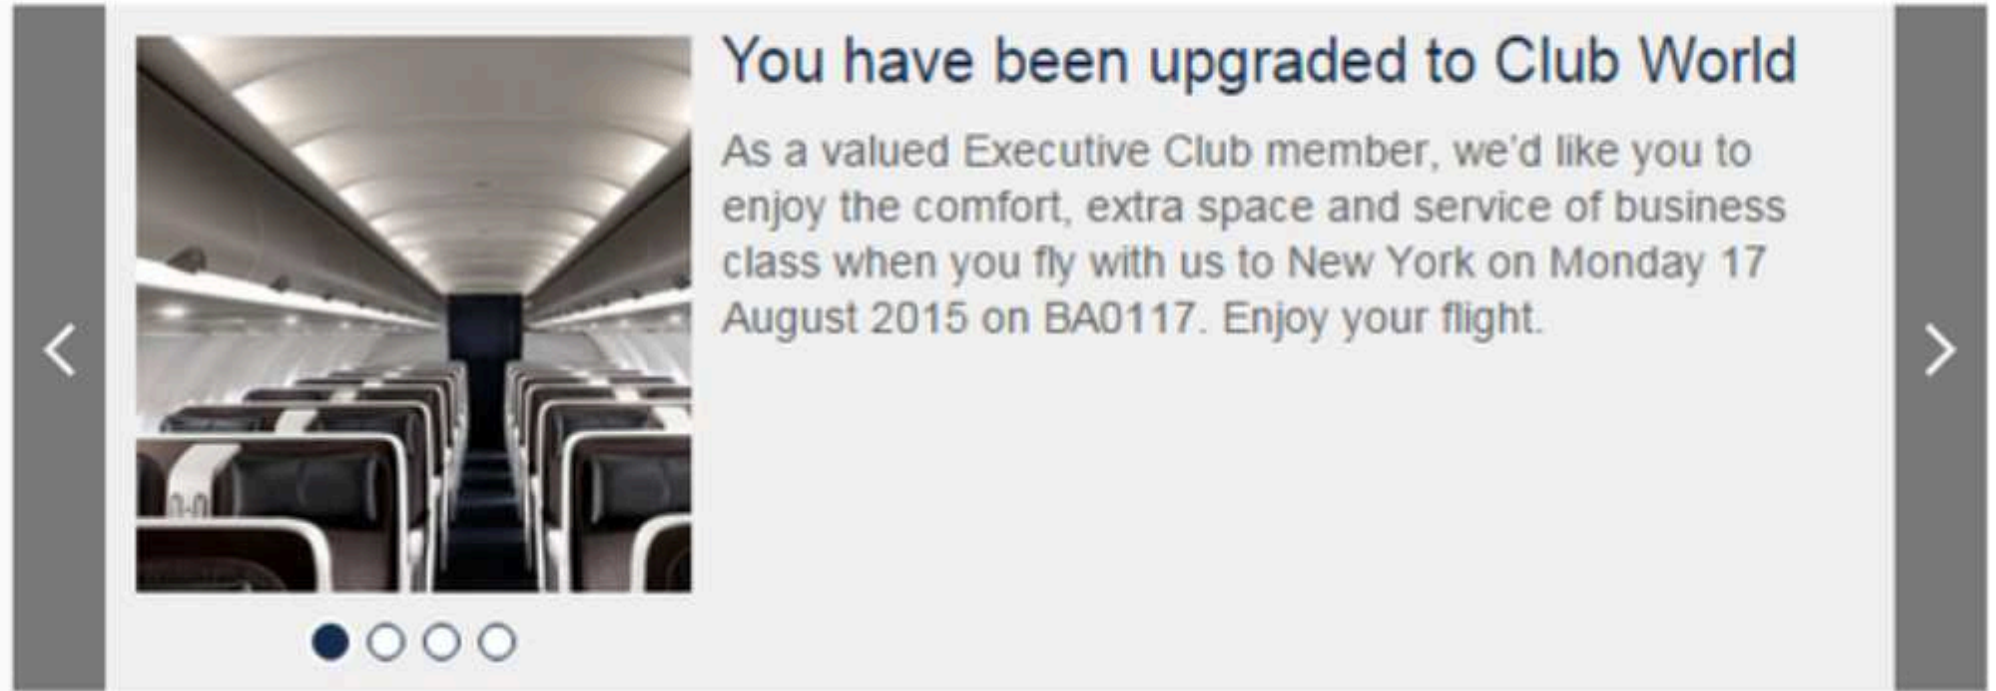 You have been upgraded to Club World
As a valued Executive Club member, we'd like you to
enjoy the comfort, extra space and service of business
class when you fly with us to New York on Monday 17
August 2015 on BA0117. Enjoy your flight.